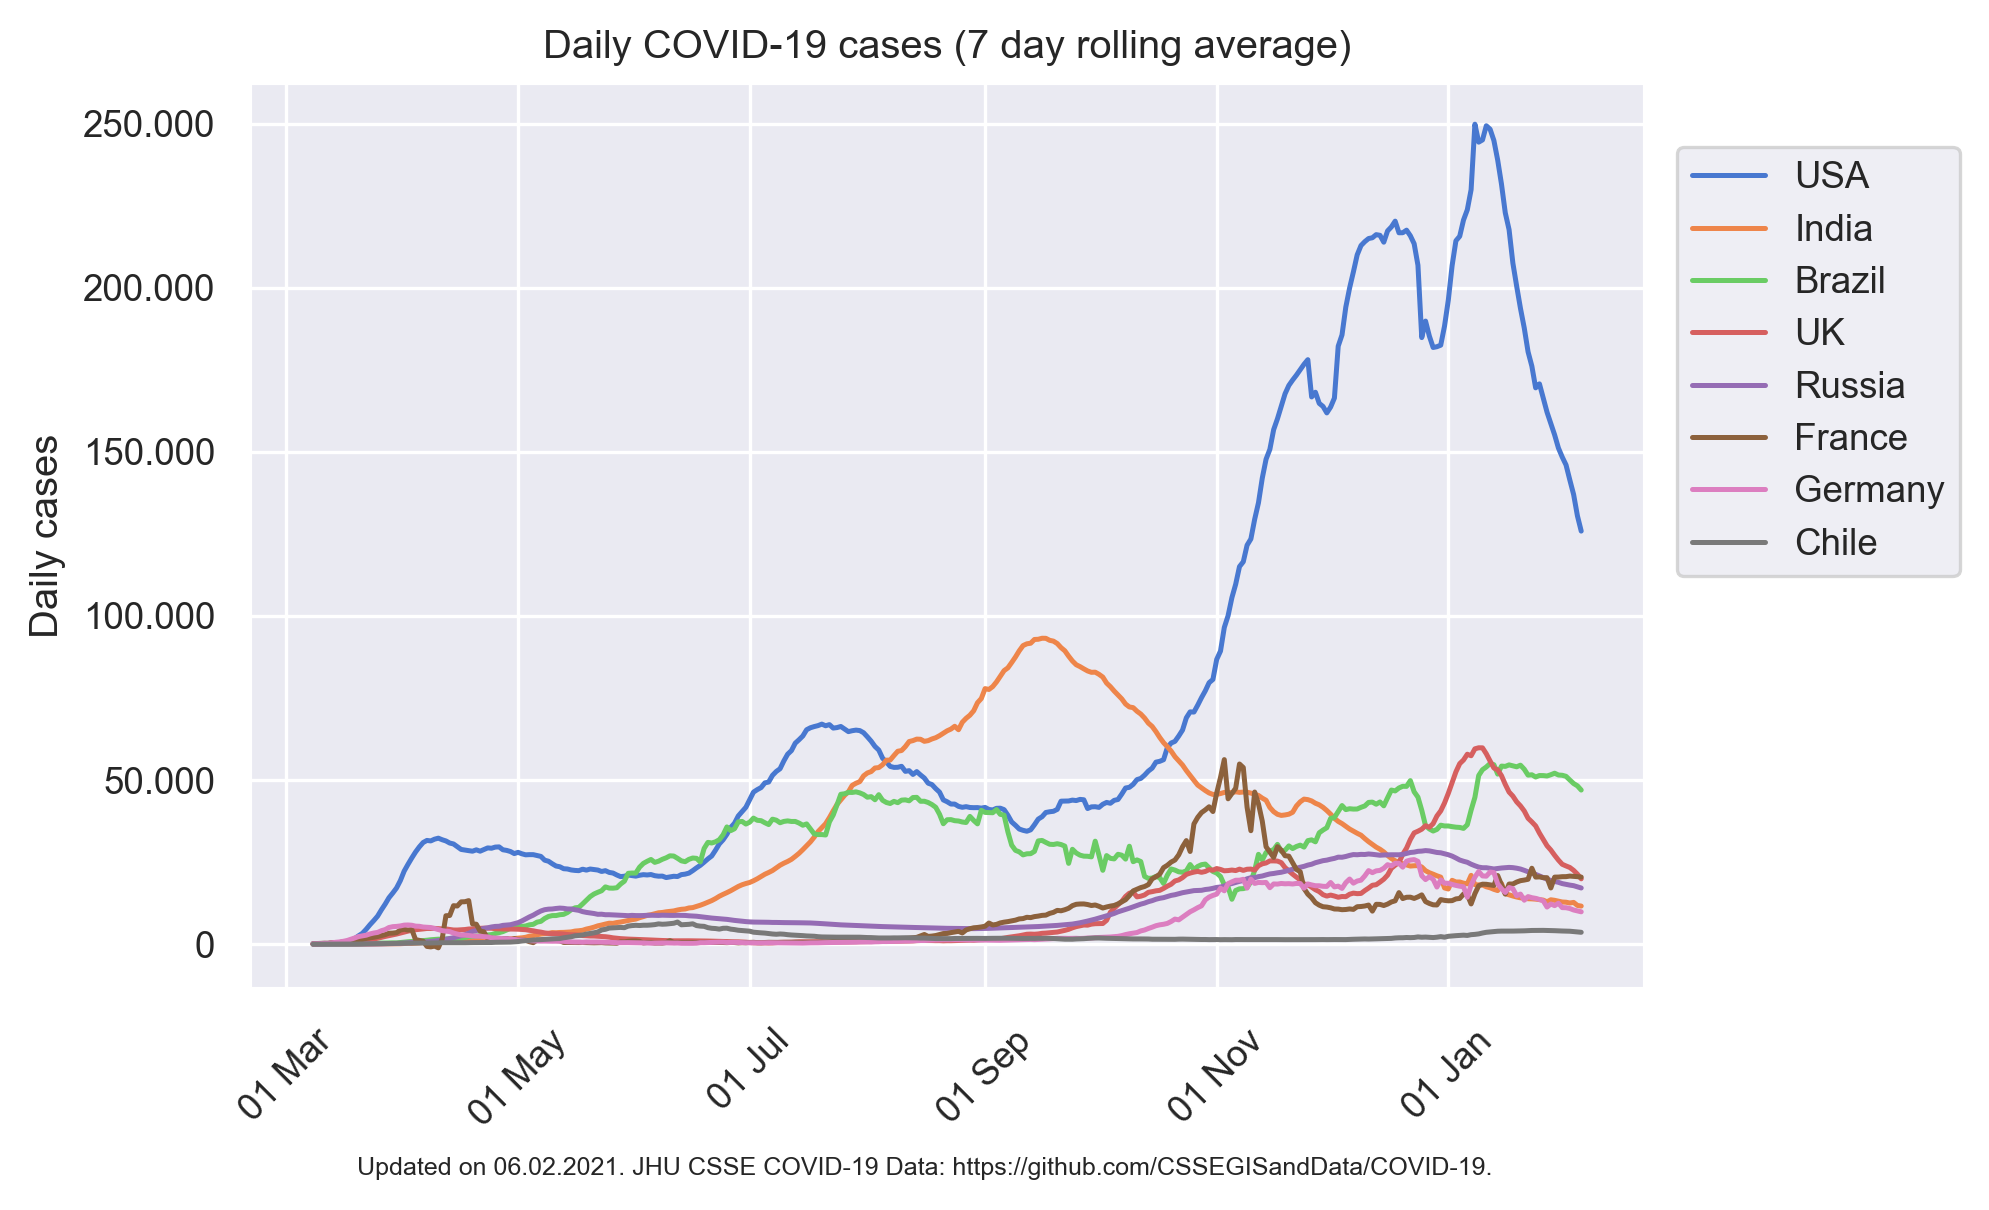 Daily COVID-19 cases (7 day rolling average)
250.000
200.000
150.000
100.000
50.000
0
Daily cases
01 Mar
01 May
01 Jul
01 Sep
01 Nov
01 Jan
USA
India
Brazil
UK
Russia
France
Germany
Chile
Updated on 06.02.2021. JHU CSSE COVID-19 Data: https://github.com/CSSEGISandData/COVID-19.